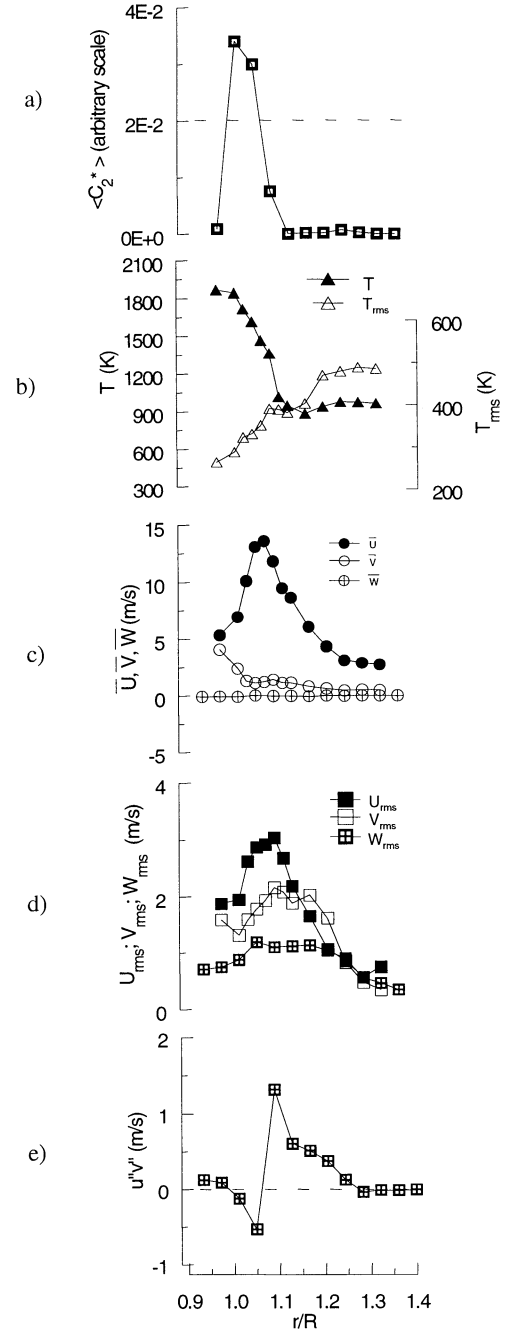 a)
<C2*> (arbitrary scale)
4E-2
2E-2
0E+0
b)
T (K)
2100
1800
1500
1200
900
600
300
T
Trms
600
400
200
Trms (K)
c)
U, V, W (m/s)
15
10
5
0
-5
U
V
W
d)
Urms; Vrms; Wrms (m/s)
4
2
0
Urms
Vrms
Wrms
e)
u"v" (m/s)
2
1
0
-1
0.9 1.0 1.1 1.2 1.3 1.4
r/R